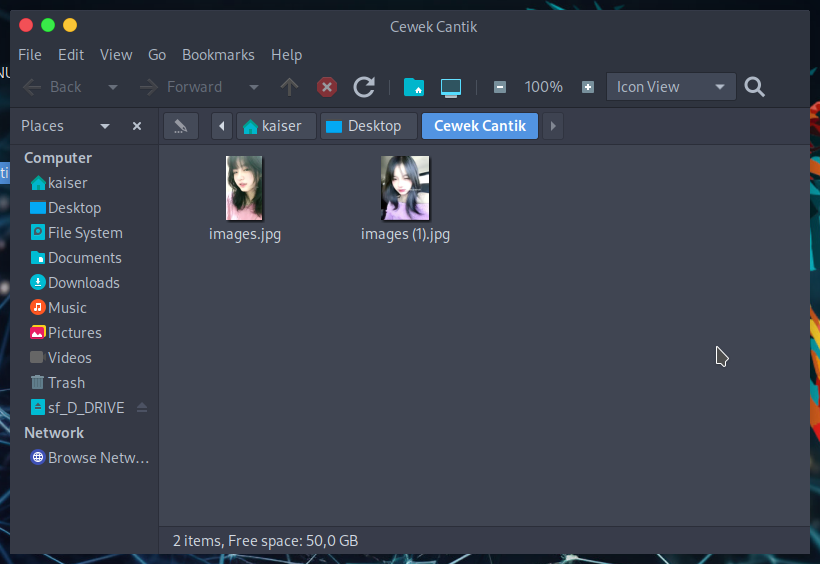 Cewek Cantik
File Edit View Go Bookmarks Help
Back Forward 100% Icon View
Places kaiser Desktop Cewek Cantik
Computer
kaiser
Desktop
File System
Documents
Downloads
Music
Pictures
Videos
Trash
sf_D_DRIVE
Network
Browse Netw...
images.jpg images (1).jpg
2 items, Free space: 50,0 GB